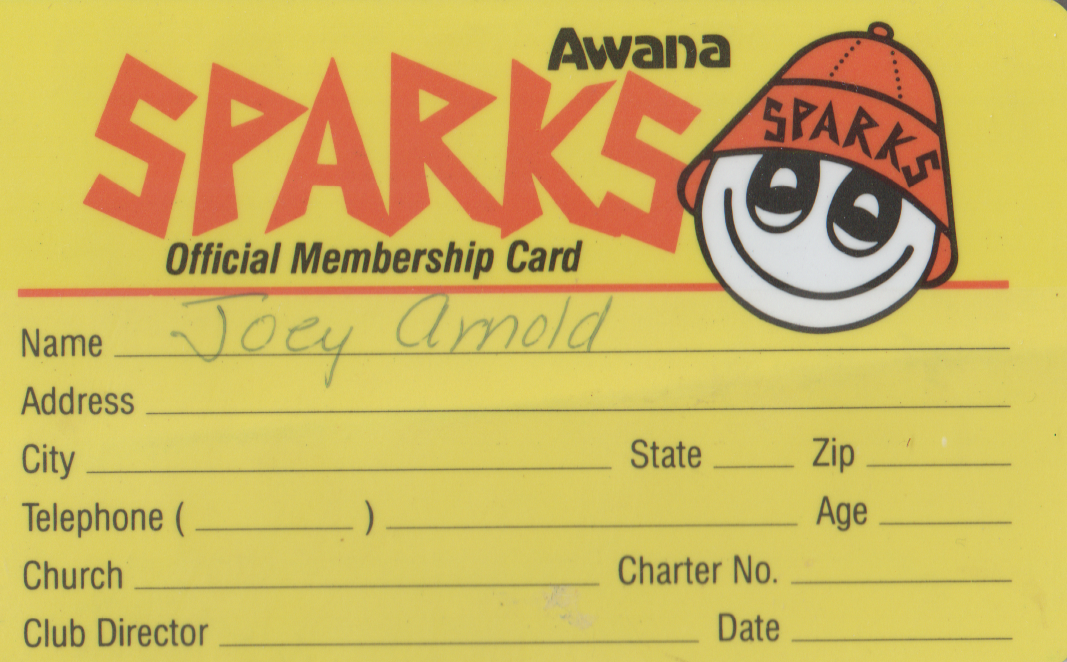 Awana
SPARKS
SPARKS
Official Membership Card
Name Joey Arnold
Address
City State Zip
Telephone ( ) Age
Church Charter No.
Club Director Date